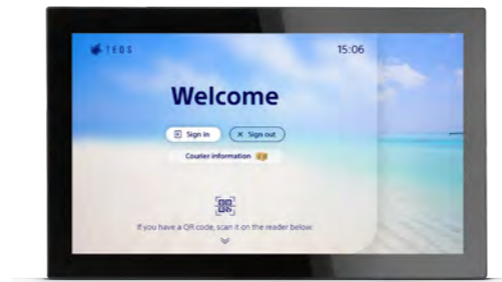 TEOS
15:06
Welcome
Sign in
Sign out
Courier information
If you have a QR code, scan it on the reader below